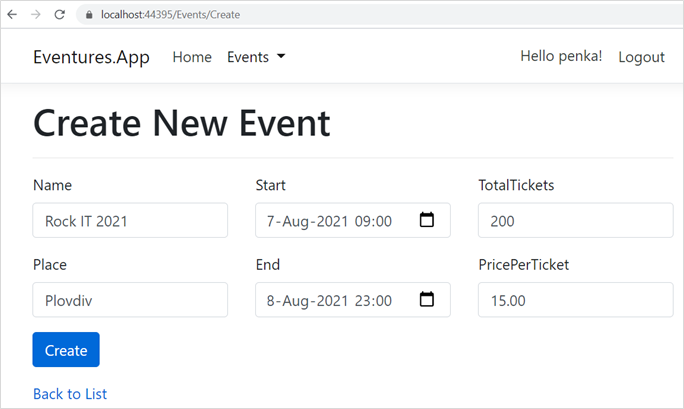 localhost:44395/Events/Create
Eventures.App Home Events Hello penka! Logout
Create New Event
Name Start TotalTickets
Rock IT 2021 7-Aug-2021 09:00 200
Place End PricePerTicket
Plovdiv 8-Aug-2021 23:00 15.00
Create
Back to List